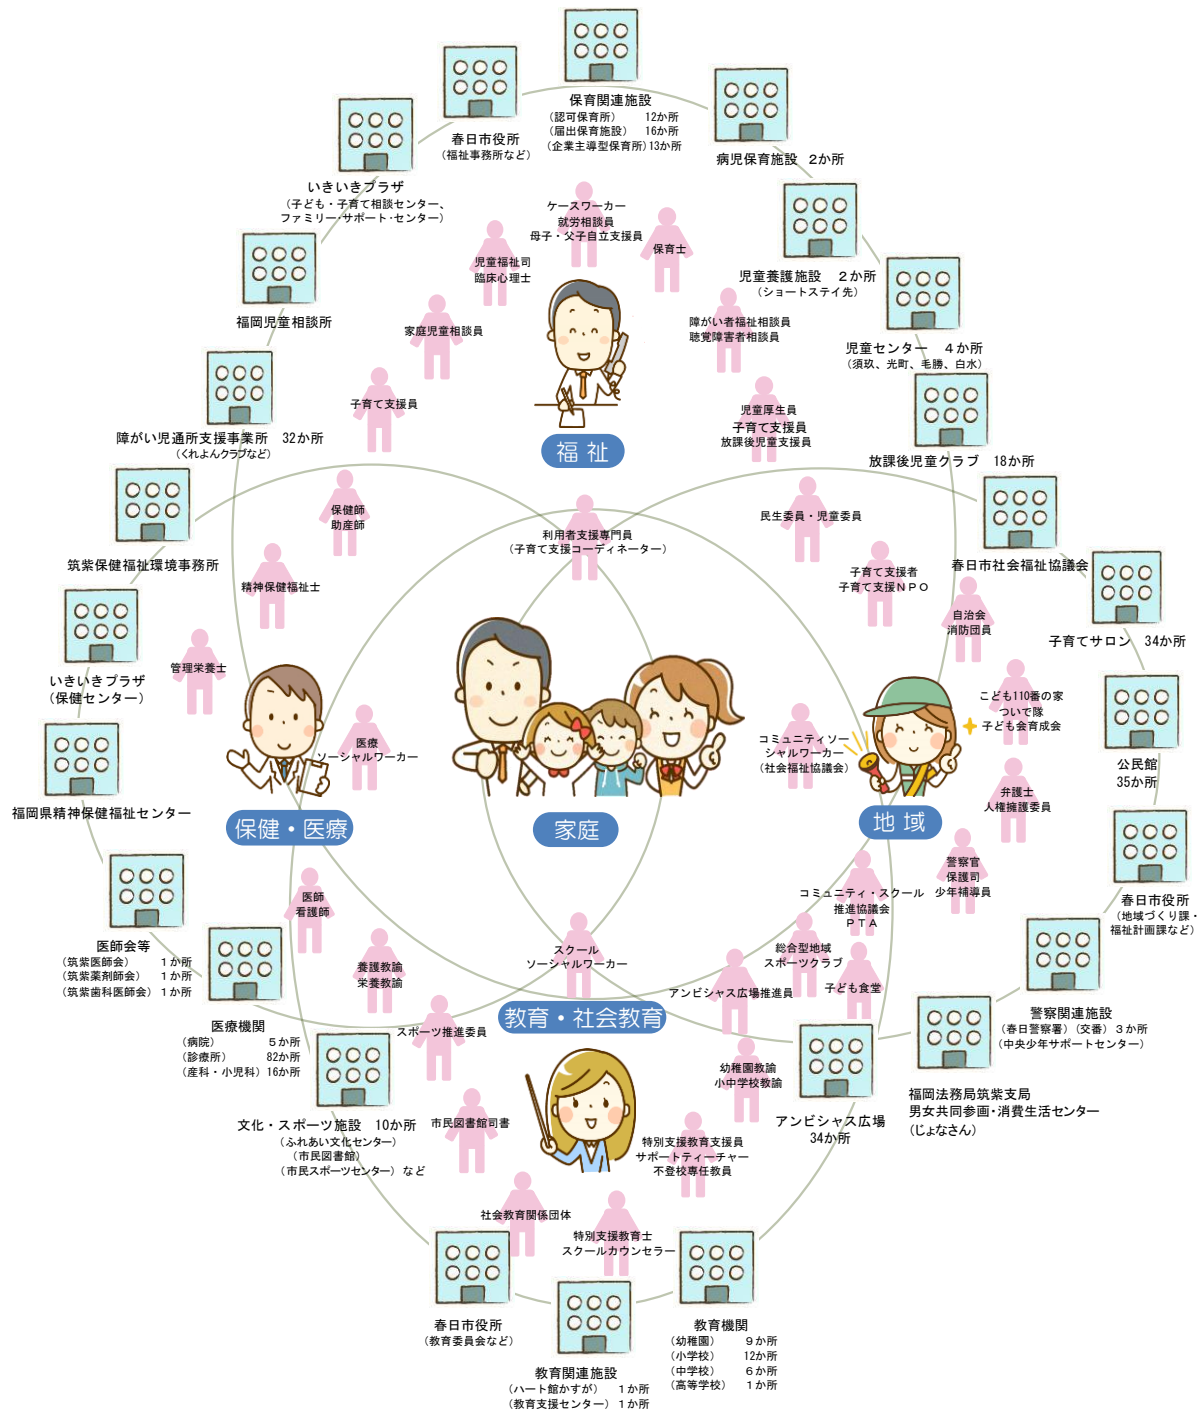 保育関連施設
（認可保育所） 12か所
（届出保育施設） 16か所
（企業主導型保育所）13か所
春日市役所
（福祉事務所など）
病児保育施設 2か所
いきいきプラザ
（子ども・子育て相談センター、
ファミリー・サポート・センター）
ケースワーカー
就労相談員
母子・父子自立支援員
保育士
児童福祉司
臨床心理士
児童養護施設 2か所
（ショートステイ先）
福岡児童相談所
家庭児童相談員
障がい者福祉相談員
聴覚障害者相談員
児童センター 4か所
（須玖、光町、毛勝、白水）
子育て支援員
児童厚生員
子育て支援員
放課後児童支援員
障がい児通所支援事業所 32か所
（くれよんクラブなど）
福 祉
放課後児童クラブ 18か所
保健師
助産師
利用者支援専門員
（子育て支援コーディネーター）
民生委員・児童委員
筑紫保健福祉環境事務所
春日市社会福祉協議会
精神保健福祉士
子育て支援者
子育て支援NPO
自治会
消防団員
子育てサロン 34か所
管理栄養士
いきいきプラザ
（保健センター）
こども110番の家
ついで隊
子ども会育成会
医療
ソーシャルワーカー
コミュニティソー
シャルワーカー
（社会福祉協議会）
公民館
35か所
福岡県精神保健福祉センター
弁護士
人権擁護委員
保健・医療
家庭
地 域
警察官
保護司
少年補導員
春日市役所
（地域づくり課・
福祉計画課など）
医師
看護師
コミュニティ・スクール
推進協議会
PTA
医師会等
（筑紫医師会） 1か所
（筑紫薬剤師会） 1か所
（筑紫歯科医師会）1か所
養護教諭
栄養教諭
スクール
ソーシャルワーカー
総合型地域
スポーツクラブ
アンビシャス広場推進員
子ども食堂
教育・社会教育
医療機関
（病院） 5か所
（診療所） 82か所
（産科・小児科）16か所
スポーツ推進委員
警察関連施設
（春日警察署）（交番）3か所
（中央少年サポートセンター）
幼稚園教諭
小中学校教諭
福岡法務局筑紫支局
男女共同参画・消費生活センター
（じょなさん）
文化・スポーツ施設 10か所
（ふれあい文化センター）
（市民図書館）
（市民スポーツセンター）など
市民図書館司書
アンビシャス広場
34か所
特別支援教育支援員
サポートティーチャー
不登校専任教員
社会教育関係団体
特別支援教育士
スクールカウンセラー
春日市役所
（教育委員会など）
教育機関
（幼稚園） 9か所
（小学校） 12か所
（中学校） 6か所
（高等学校） 1か所
教育関連施設
（ハート館かすが） 1か所
（教育支援センター）1か所